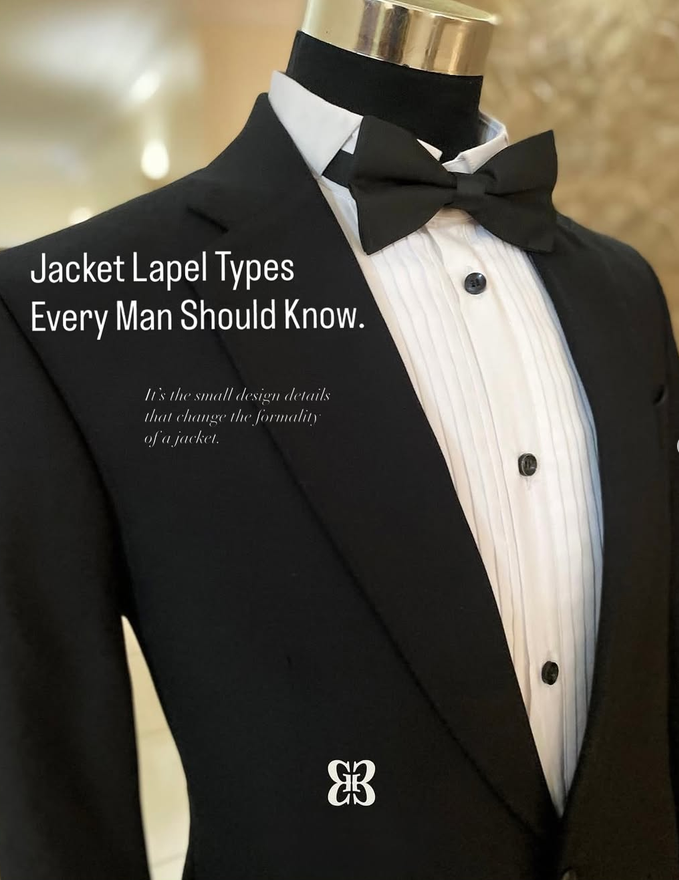 Jacket Lapel Types
Every Man Should Know.
It's the small design details
that change the formality
of a jacket.